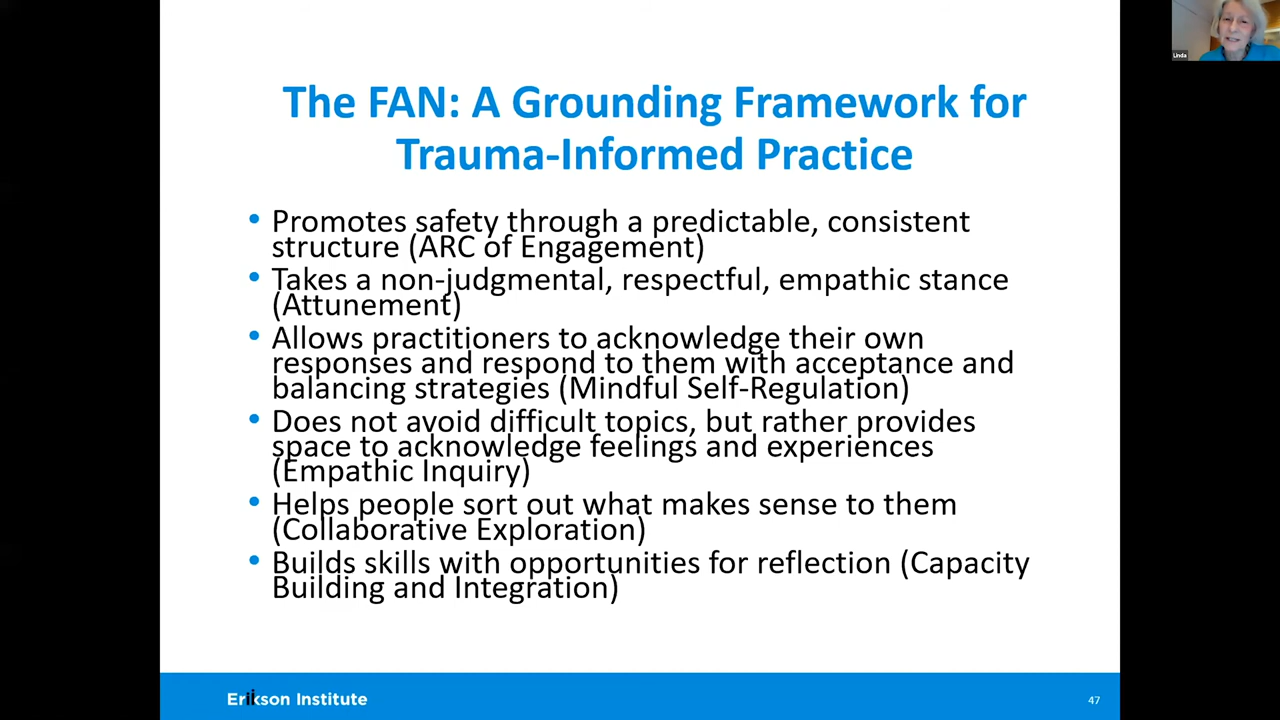 The FAN: A Grounding Framework for
Trauma-Informed Practice
• Promotes safety through a predictable, consistent
structure (ARC of Engagement)
• Takes a non-judgmental, respectful, empathic stance
(Attunement)
• Allows practitioners to acknowledge their own
responses and respond to them with acceptance and
balancing strategies (Mindful Self-Regulation)
• Does not avoid difficult topics, but rather provides
space to acknowledge feelings and experiences
(Empathic Inquiry)
• Helps people sort out what makes sense to them
(Collaborative Exploration)
• Builds skills with opportunities for reflection (Capacity
Building and Integration)
Erikson Institute
47
Linda